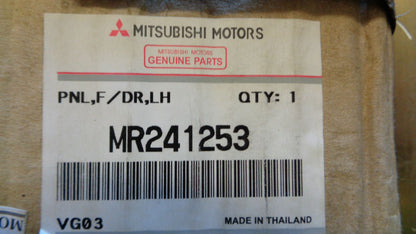 MITSUBISHI MOTORS
MITSUBISHI MOTORS
GENUINE PARTS
PNL,F/DR,LH QTY: 1
MR241253
VG03 MADE IN THAILAND